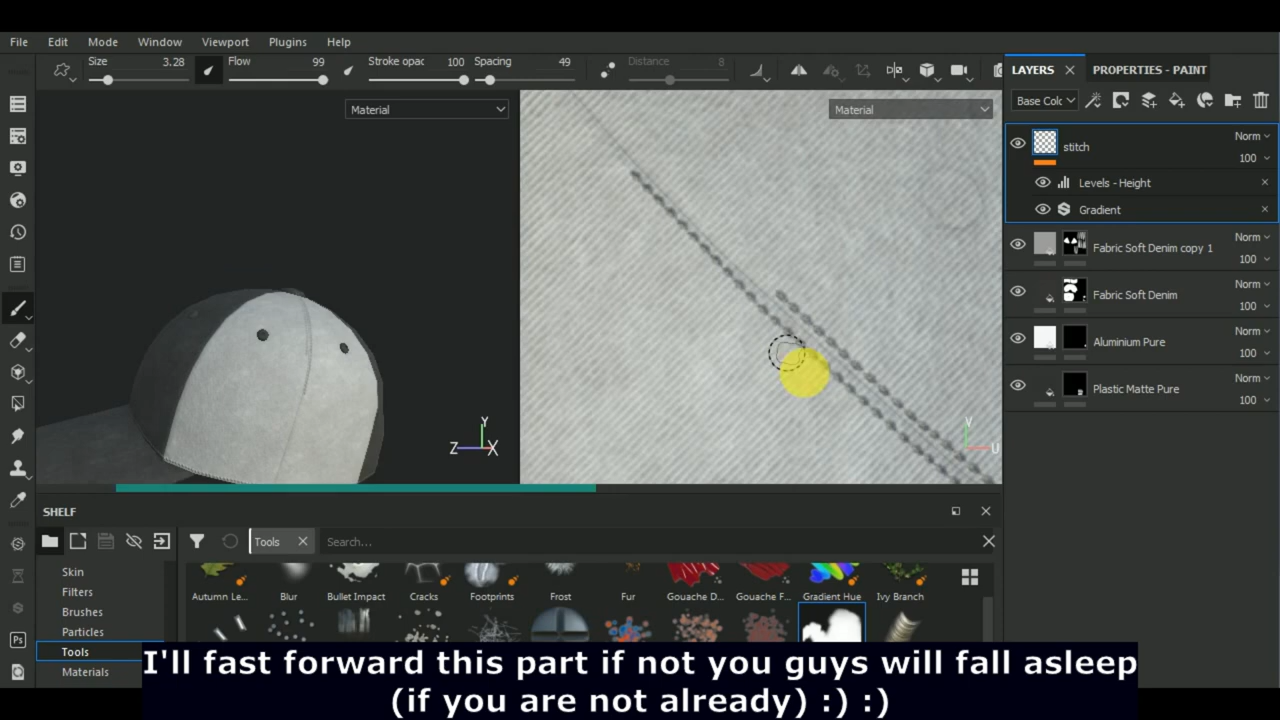 File Edit Mode Window Viewport Plugins Help
Size 3.28 Flow 99 Stroke opac 100 Spacing 49 Distance 8
LAYERS PROPERTIES - PAINT
Material
Material
Base Colc
stitch Norm 100
Levels - Height
Gradient
Fabric Soft Denim copy 1 Norm 100
Fabric Soft Denim Norm 100
Aluminium Pure Norm 100
Plastic Matte Pure Norm 100
Y
Z X
V
U
SHELF
Tools Search...
Skin
Filters
Brushes
Particles
Tools
Materials
Autumn Le... Blur Bullet Impact Cracks Footprints Frost Fur Gouache D... Gouache F... Gradient Hue Ivy Branch
Ps
I'll fast forward this part if not you guys will fall asleep
(if you are not already) :) :)